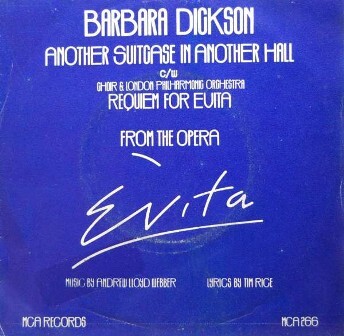 BARBARA DICKSON
ANOTHER SUITCASE IN ANOTHER HALL
C/W
CHOIR & LONDON PHILHARMONIC ORCHESTRA
REQUIEM FOR EVITA
FROM THE OPERA
Evita
MUSIC BY ANDREW LLOYD WEBBER LYRICS BY TIM RICE
MCA RECORDS MCA 266